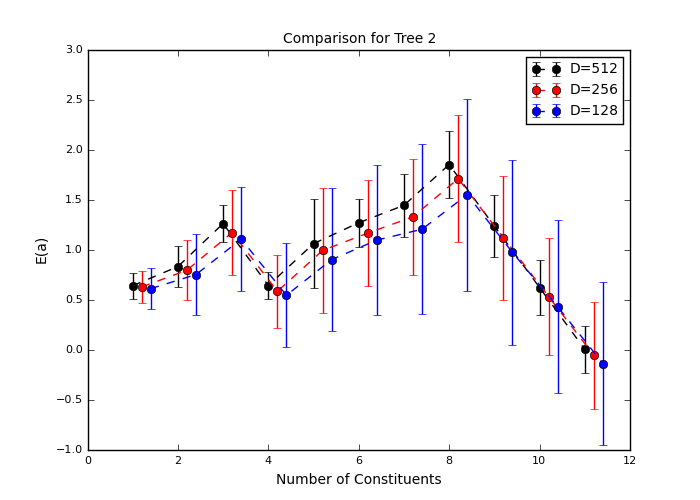 Comparison for Tree 2
E(a)
3.0
2.5
2.0
1.5
1.0
0.5
0.0
−0.5
−1.0
D=512
D=256
D=128
0 2 4 6 8 10 12
Number of Constituents